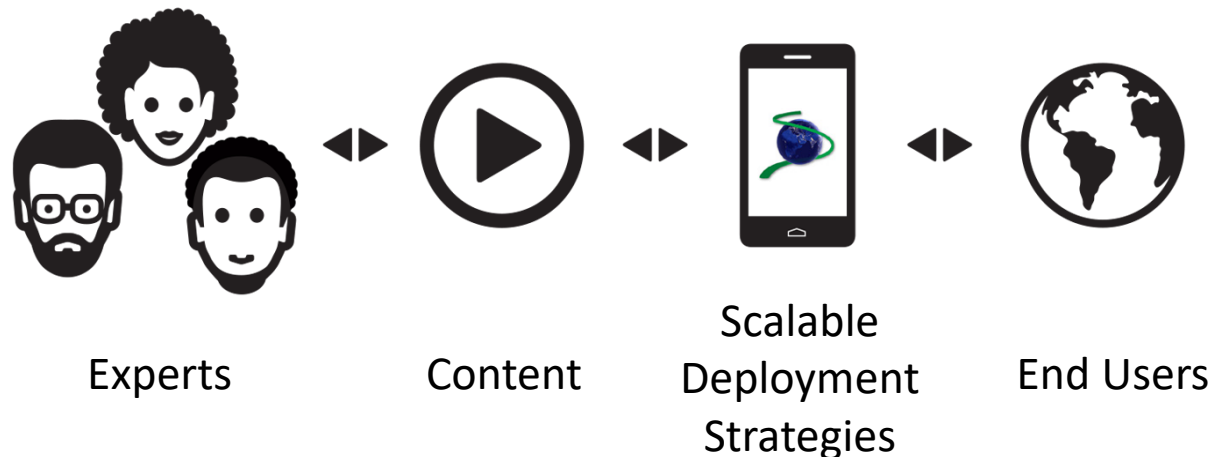 Experts
Content
Scalable
Deployment
Strategies
End Users